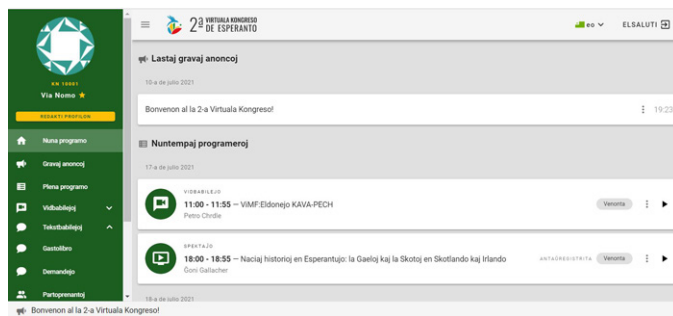 2ª VIRTUALA KONGRESO
DE ESPERANTO
eo
ELSALUTI
KN 10001
Via Nomo
REDAKTI PROFILON
Nuna programo
Gravaj anoncoj
Plena programo
Vidbabilejoj
Tekstbabilejoj
Gastolibro
Demandejo
Partoprenantoj
Lastaj gravaj anoncoj
10-a de julio 2021
Bonvenon al la 2-a Virtuala Kongreso!
19:23
Nuntempaj programeroj
17-a de julio 2021
VIDBABILEJO
11:00 - 11:55 — ViMF:Eldonejo KAVA-PECH
Petro Chrdle
Venonta
SPEKTAĴO
18:00 - 18:55 — Naciaj historioj en Esperantujo: la Gaeloj kaj la Skotoj en Skotlando kaj Irlando
Goni Gallacher
ANTAŬREGISTRITA
Venonta
18-a de julio 2021
Bonvenon al la 2-a Virtuala Kongreso!